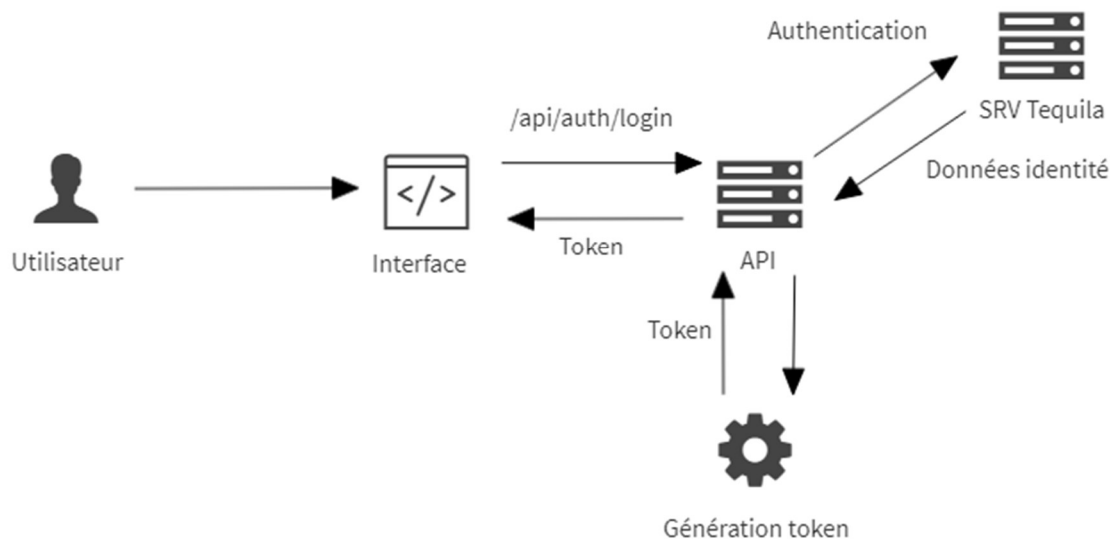 Authentication
SRV Tequila
/api/auth/login
Données identité
Utilisateur
Interface
Token
API
Token
Génération token